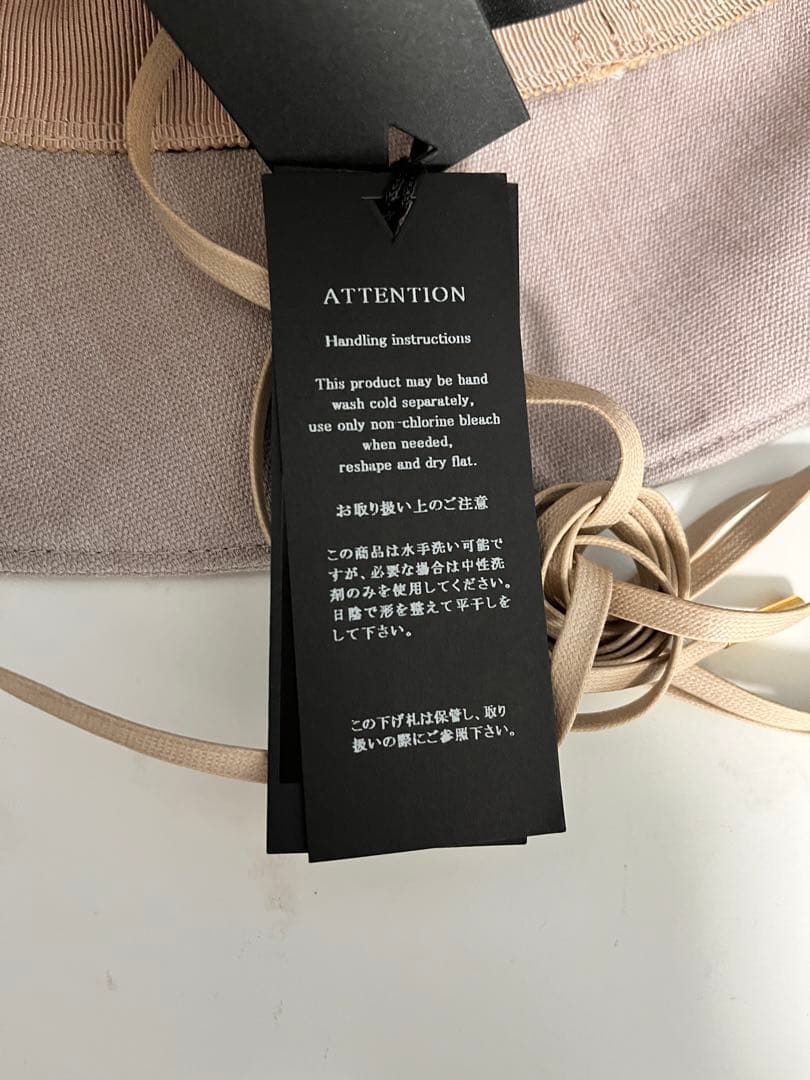 ATTENTION
Handling instructions
This product may be hand
wash cold separately,
use only non-chlorine bleach
when needed,
reshape and dry flat.
お取り扱い上のご注意
この商品は水手洗い可能で
すが、必要な場合は中性洗
剤のみを使用してください。
日陰で形を整えて平干しを
して下さい。
この下げ札は保管し、取り
扱いの際にご参照下さい。